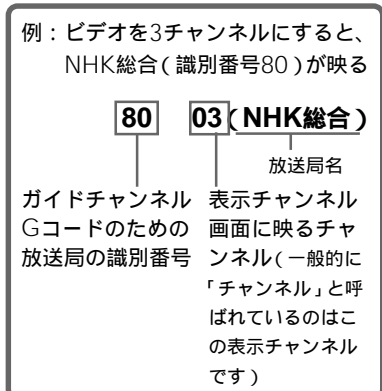 例：ビデオを3チャンネルにすると、
NHK総合（識別番号80）が映る
80 03（NHK総合）
放送局名
ガイドチャンネル
Gコードのための
放送局の識別番号
表示チャンネル
画面に映るチャ
ンネル（一般的に
「チャンネル」と呼
ばれているのはこ
の表示チャンネル
です）